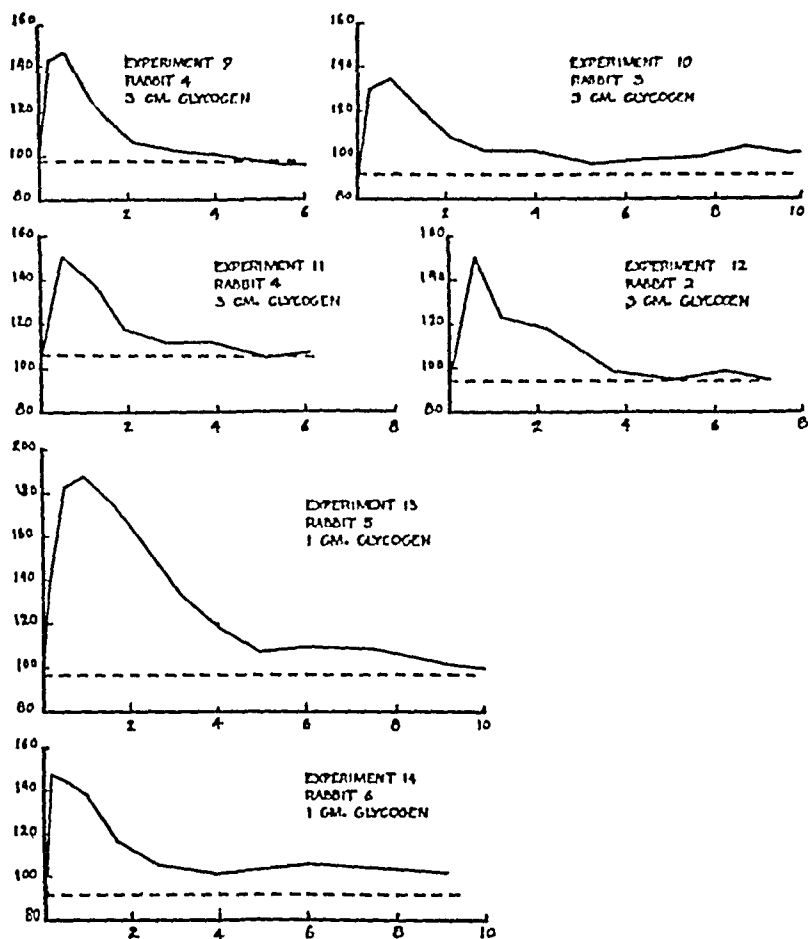 160
140
120
100
80
EXPERIMENT 9
RABBIT 4
3 GM. GLYCOGEN
2 4 6
160
140
120
100
80
EXPERIMENT 10
RABBIT 3
3 GM. GLYCOGEN
2 4 6 8 10
160
140
120
100
80
EXPERIMENT 11
RABBIT 4
3 GM. GLYCOGEN
2 4 6 8
160
140
120
100
80
EXPERIMENT 12
RABBIT 2
3 GM. GLYCOGEN
2 4 6 8
200
180
160
140
120
100
80
EXPERIMENT 13
RABBIT 5
1 GM. GLYCOGEN
2 4 6 8 10
160
140
120
100
80
EXPERIMENT 14
RABBIT 6
1 GM. GLYCOGEN
2 4 6 8 10